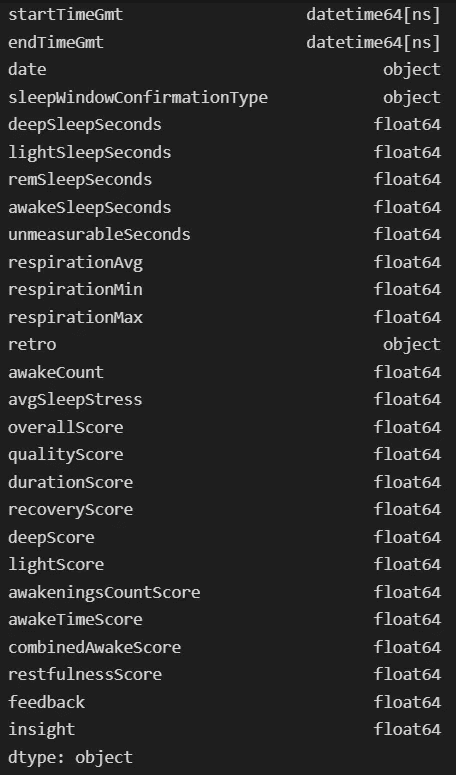 startTimeGmt datetime64[ns]
endTimeGmt datetime64[ns]
date object
sleepWindowConfirmationType object
deepSleepSeconds float64
lightSleepSeconds float64
remSleepSeconds float64
awakeSleepSeconds float64
unmeasurableSeconds float64
respirationAvg float64
respirationMin float64
respirationMax float64
retro object
awakeCount float64
avgSleepStress float64
overallScore float64
qualityScore float64
durationScore float64
recoveryScore float64
deepScore float64
lightScore float64
awakeningsCountScore float64
awakeTimeScore float64
combinedAwakeScore float64
restfulnessScore float64
feedback float64
insight float64
dtype: object